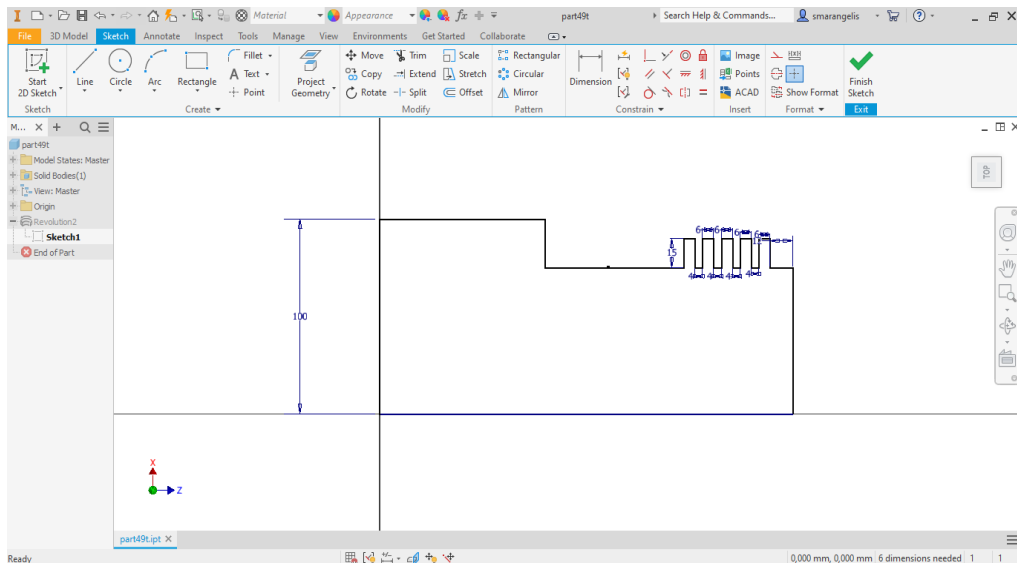 Material Appearance part49t Search Help & Commands... smarangelis
File 3D Model Sketch Annotate Inspect Tools Manage View Environments Get Started Collaborate
Start 2D Sketch Line Circle Arc Rectangle Fillet Text Point Project Geometry Move Trim Scale Rectangular Dimension Image Points Finish Sketch
Copy Extend Stretch Circular
Rotate Split Offset Mirror ACAD Show Format
Sketch Create Modify Pattern Constrain Insert Format Exit
M...
part49t
Model States: Master
Solid Bodies(1)
View: Master
Origin
Revolution2
Sketch1
End of Part
TOP
6 6 6 6
15
4 4 4 4
100
X
Z
part49t.ipt
Ready 0,000 mm, 0,000 mm 6 dimensions needed 1 1